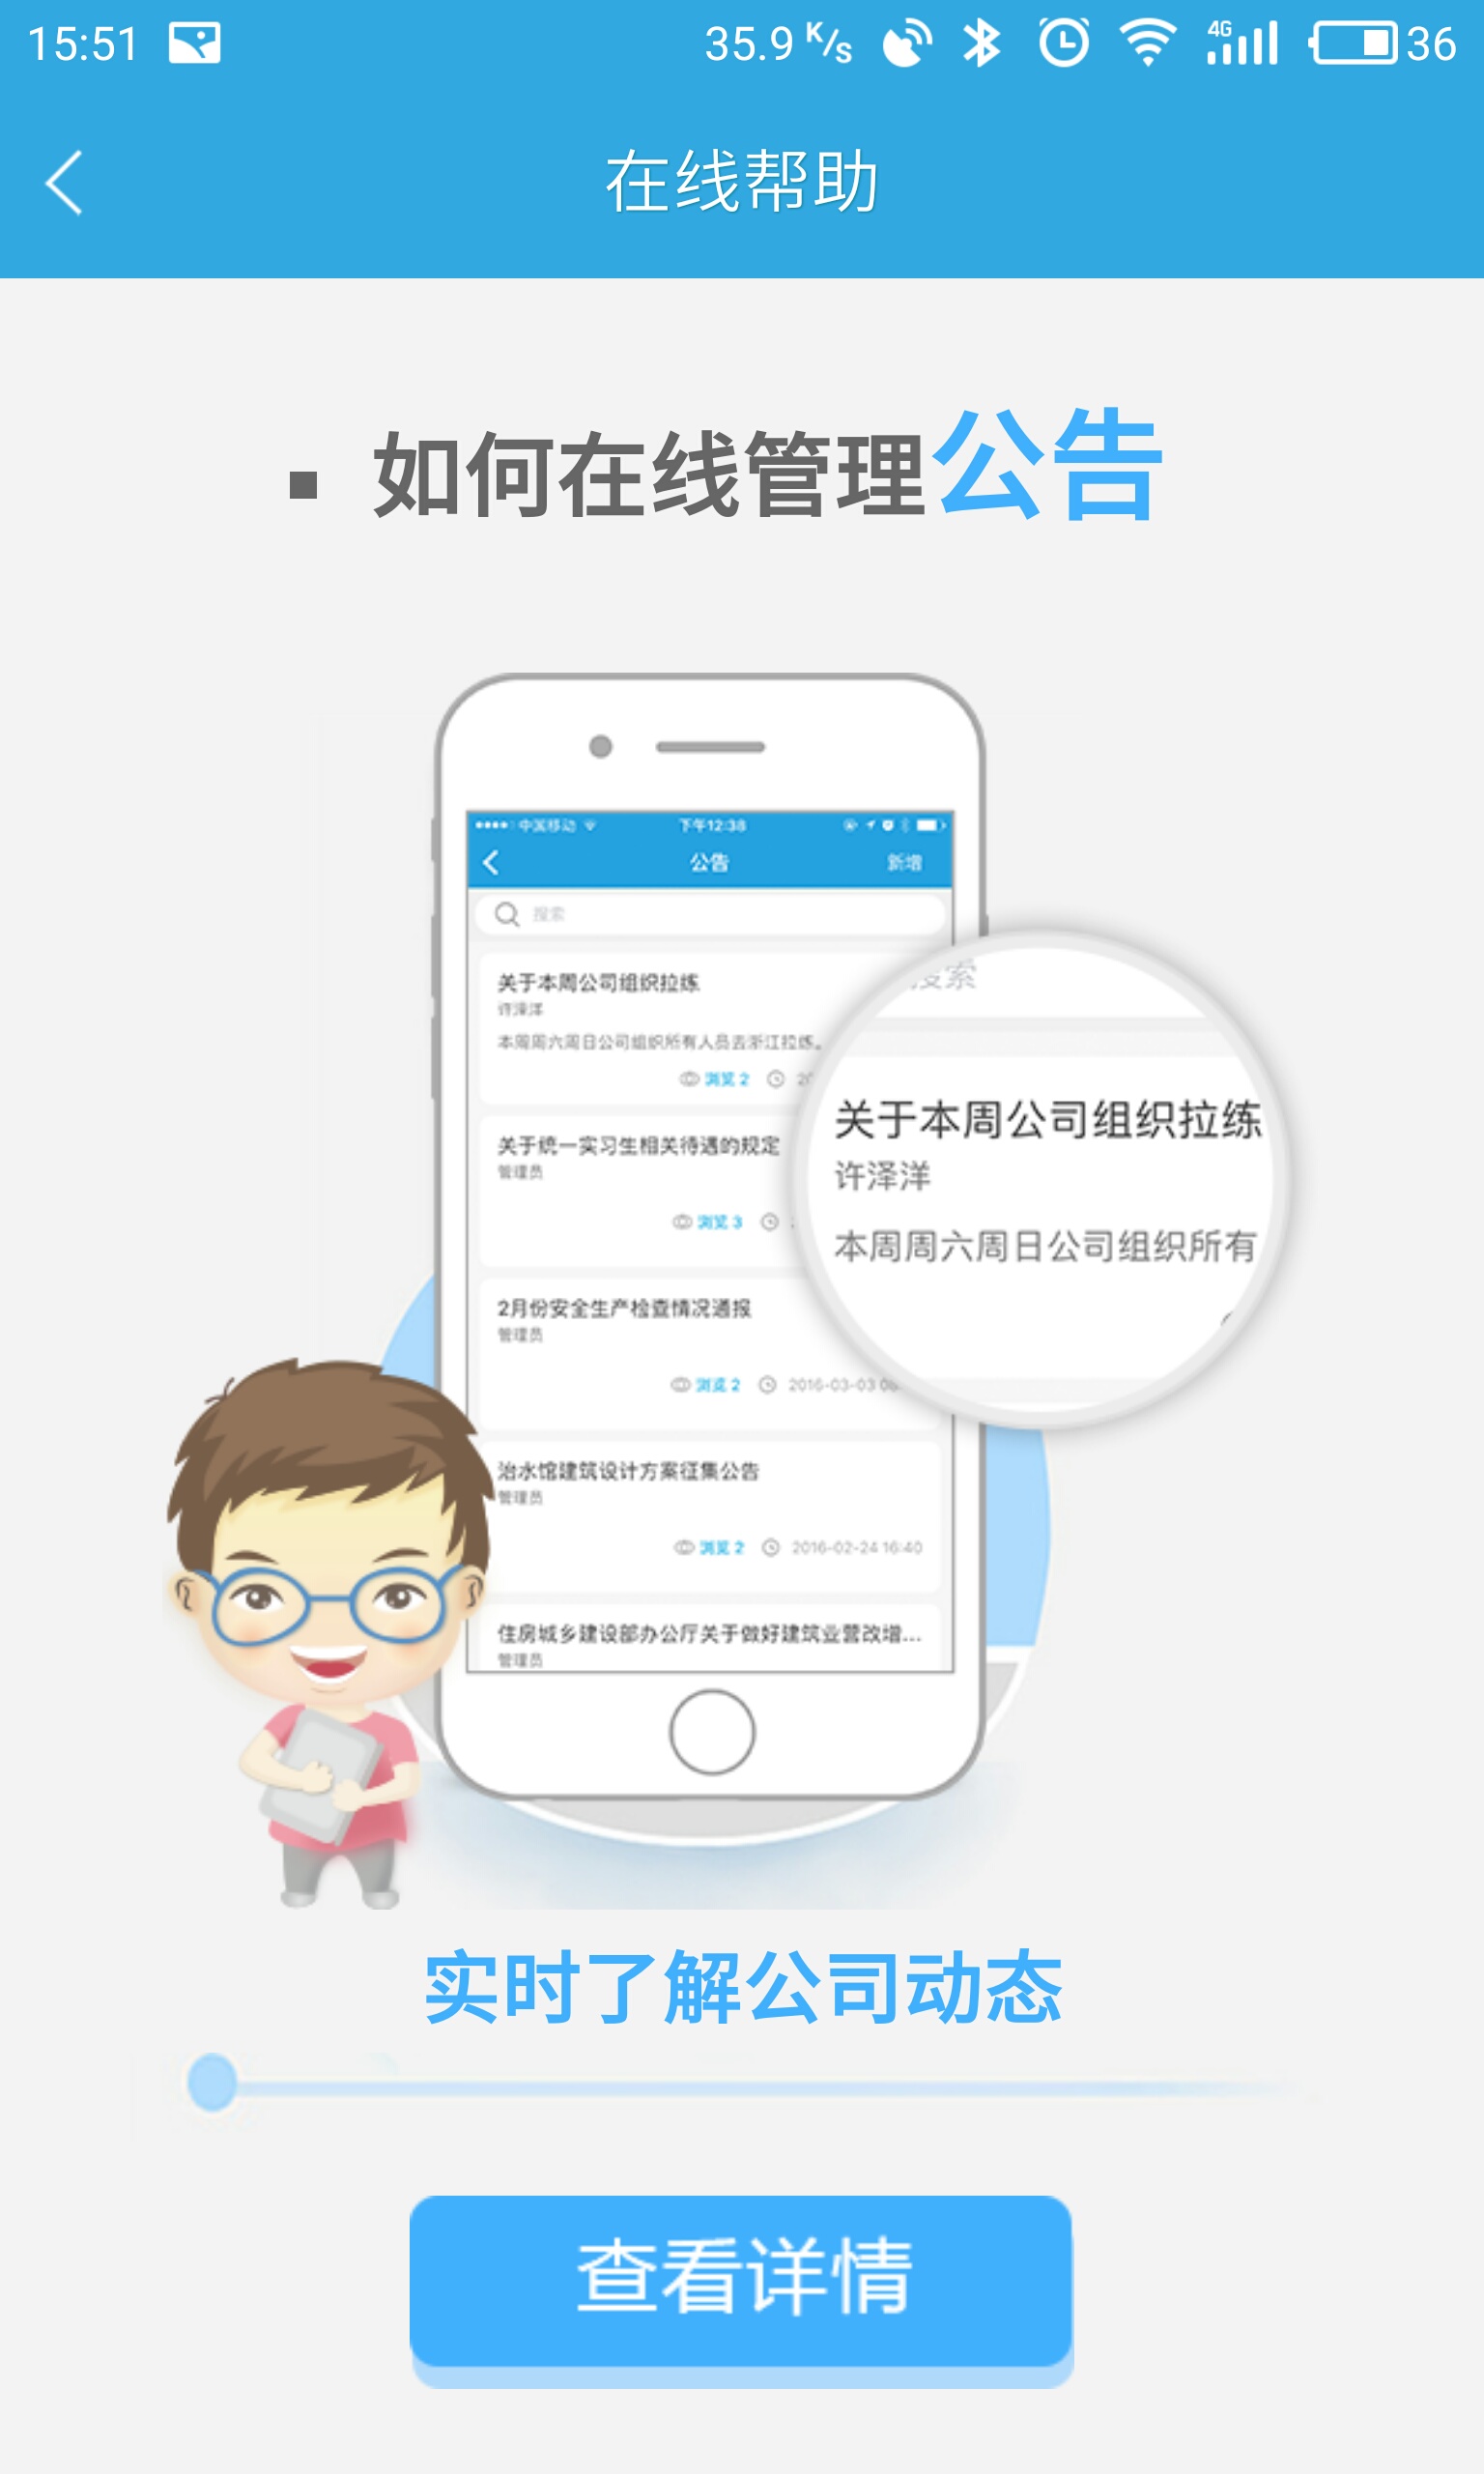 15:51 35.9 K/s 4G 36
在线帮助
如何在线管理公告
中国移动 下午12:38
公告 新增
搜索
关于本周公司组织拉练
许泽洋
本周周六周日公司组织所有人员去浙江拉练。
浏览 2
关于统一实习生相关待遇的规定
管理员
浏览 3
2月份安全生产检查情况通报
管理员
浏览 2 2016-03-03
治水馆建筑设计方案征集公告
管理员
浏览 2 2016-02-24 16:40
住房城乡建设部办公厅关于做好建筑业营改增...
管理员
搜索
关于本周公司组织拉练
许泽洋
本周周六周日公司组织所有
实时了解公司动态
查看详情